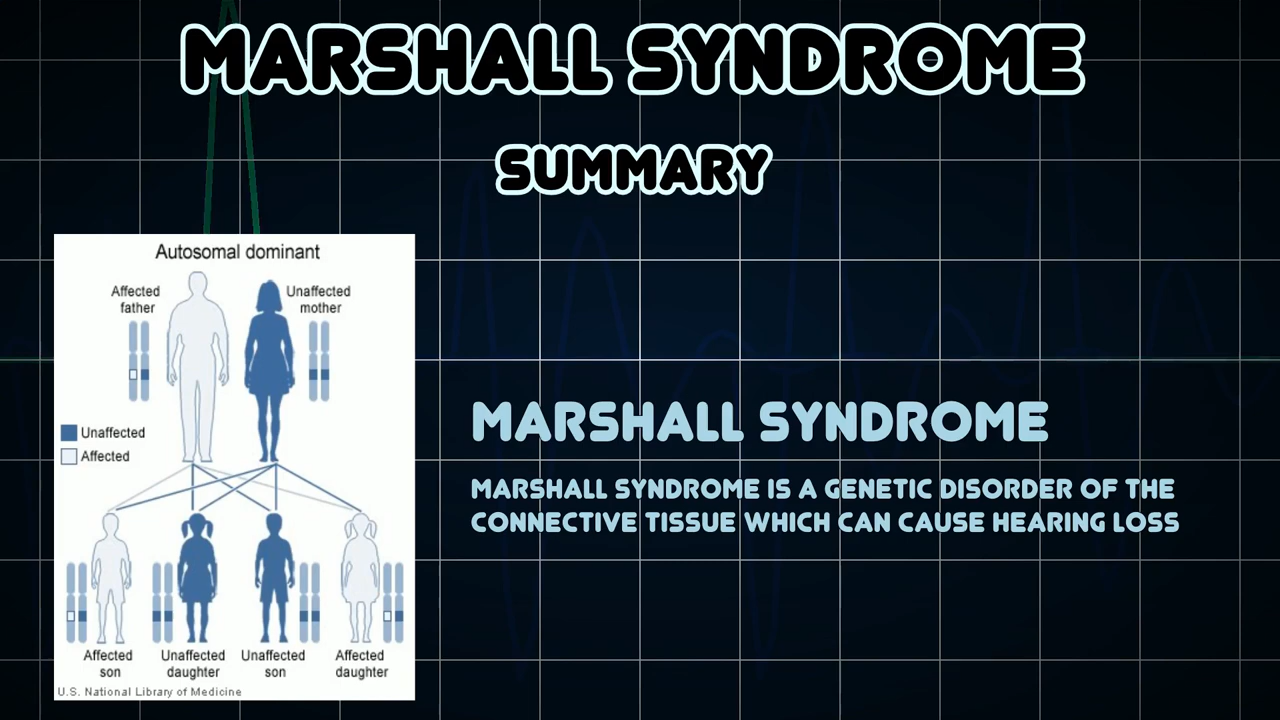 MARSHALL SYNDROME
SUMMARY
Autosomal dominant
Affected father
Unaffected mother
Unaffected
Affected
Affected son
Unaffected daughter
Unaffected son
Affected daughter
U.S. National Library of Medicine
MARSHALL SYNDROME
MARSHALL SYNDROME IS A GENETIC DISORDER OF THE
CONNECTIVE TISSUE WHICH CAN CAUSE HEARING LOSS